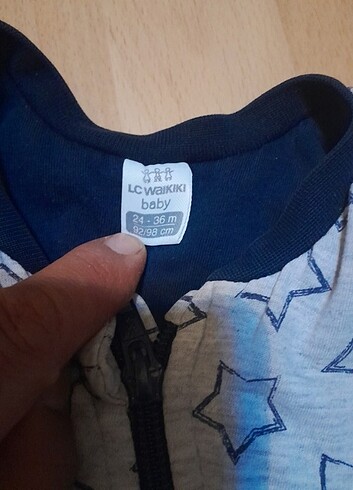 LC WAIKIKI
baby
24 - 36 m
92/98 cm